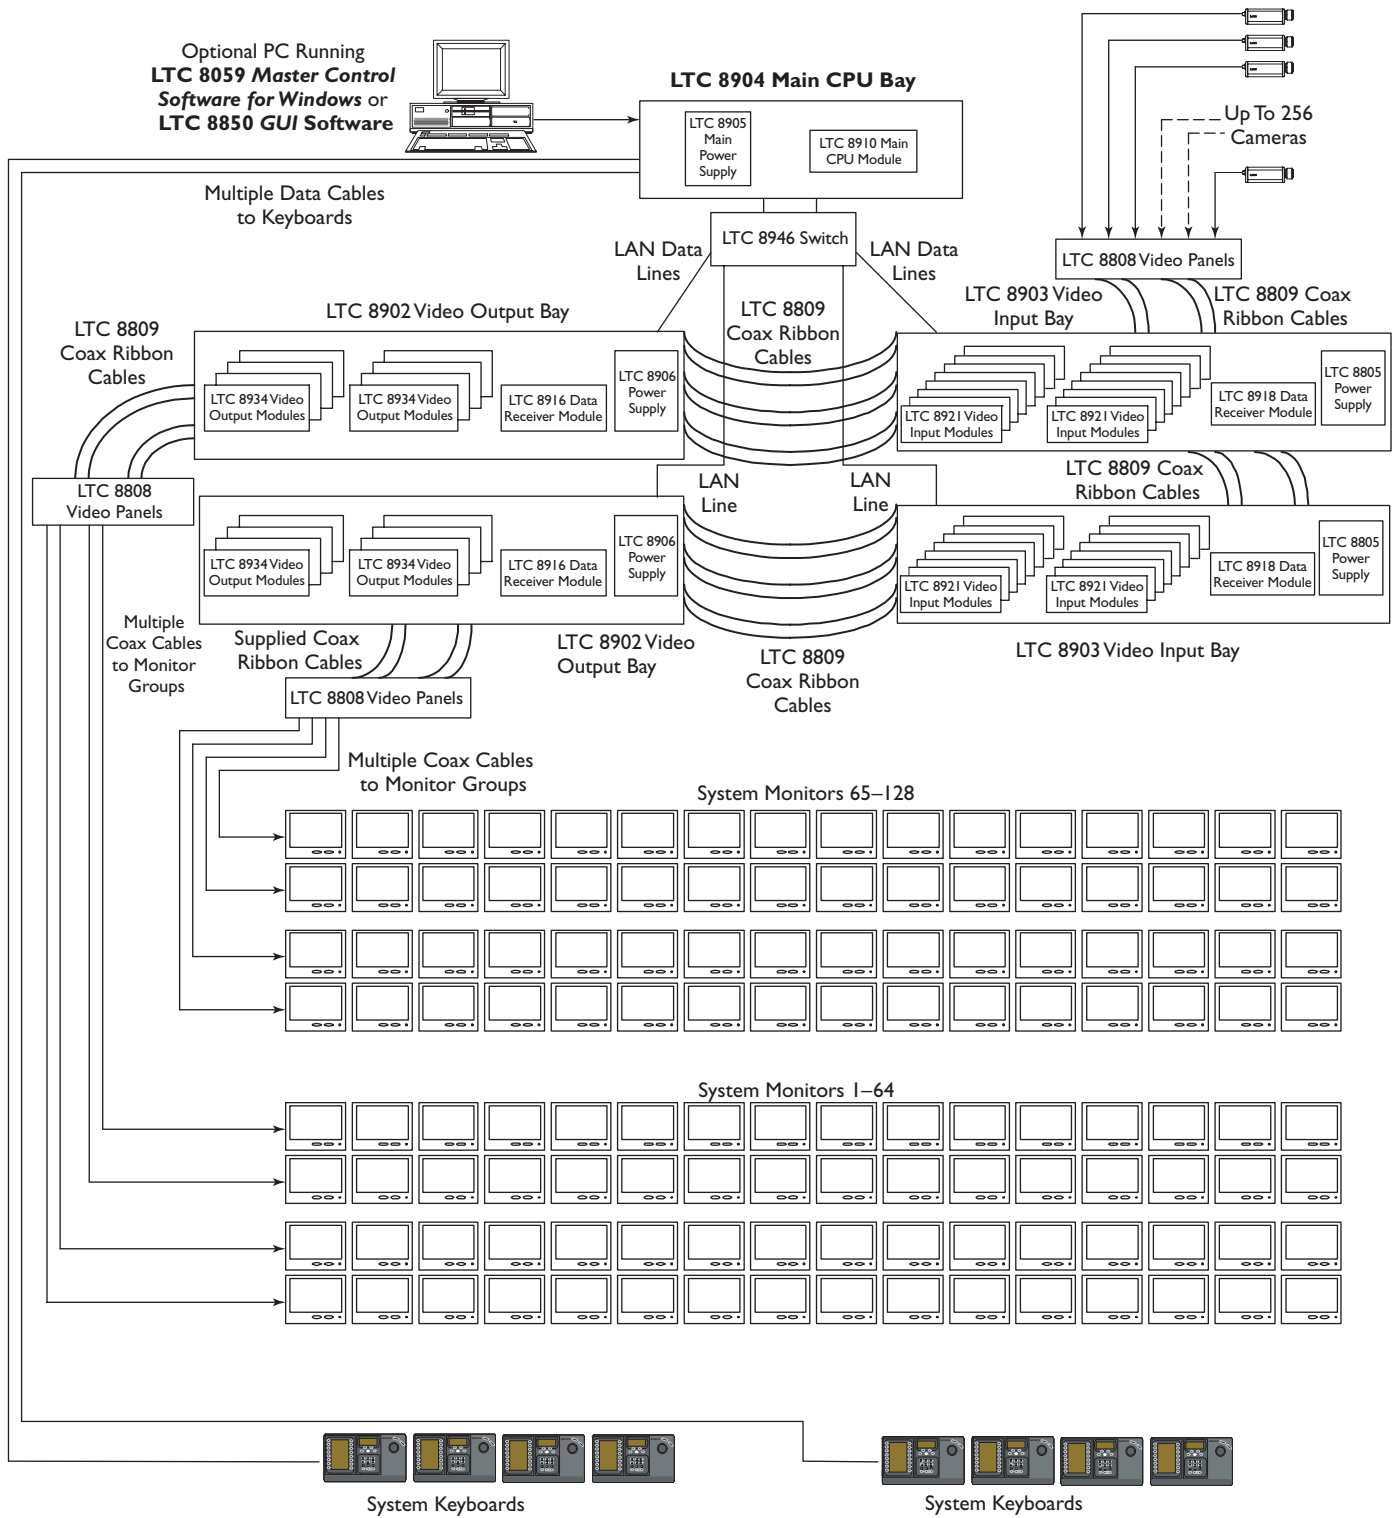 Optional PC Running
LTC 8059 Master Control
Software for Windows or
LTC 8850 GUI Software
LTC 8904 Main CPU Bay
LTC 8905
Main
Power
Supply
LTC 8910 Main
CPU Module
Up To 256
Cameras
Multiple Data Cables
to Keyboards
LTC 8946 Switch
LAN Data
Lines
LAN Data
Lines
LTC 8808 Video Panels
LTC 8902 Video Output Bay
LTC 8809
Coax Ribbon
Cables
LTC 8903 Video
Input Bay
LTC 8809 Coax
Ribbon Cables
LTC 8809
Coax Ribbon
Cables
LTC 8934 Video
Output Modules
LTC 8934 Video
Output Modules
LTC 8916 Data
Receiver Module
LTC 8906
Power
Supply
LTC 8921 Video
Input Modules
LTC 8921 Video
Input Modules
LTC 8918 Data
Receiver Module
LTC 8805
Power
Supply
LTC 8808
Video Panels
LAN
Line
LAN
Line
LTC 8809 Coax
Ribbon Cables
LTC 8934 Video
Output Modules
LTC 8934 Video
Output Modules
LTC 8916 Data
Receiver Module
LTC 8906
Power
Supply
LTC 8921 Video
Input Modules
LTC 8921 Video
Input Modules
LTC 8918 Data
Receiver Module
LTC 8805
Power
Supply
Multiple
Coax Cables
to Monitor
Groups
Supplied Coax
Ribbon Cables
LTC 8902 Video
Output Bay
LTC 8809
Coax Ribbon
Cables
LTC 8903 Video Input Bay
LTC 8808 Video Panels
Multiple Coax Cables
to Monitor Groups
System Monitors 65–128
System Monitors 1–64
System Keyboards
System Keyboards